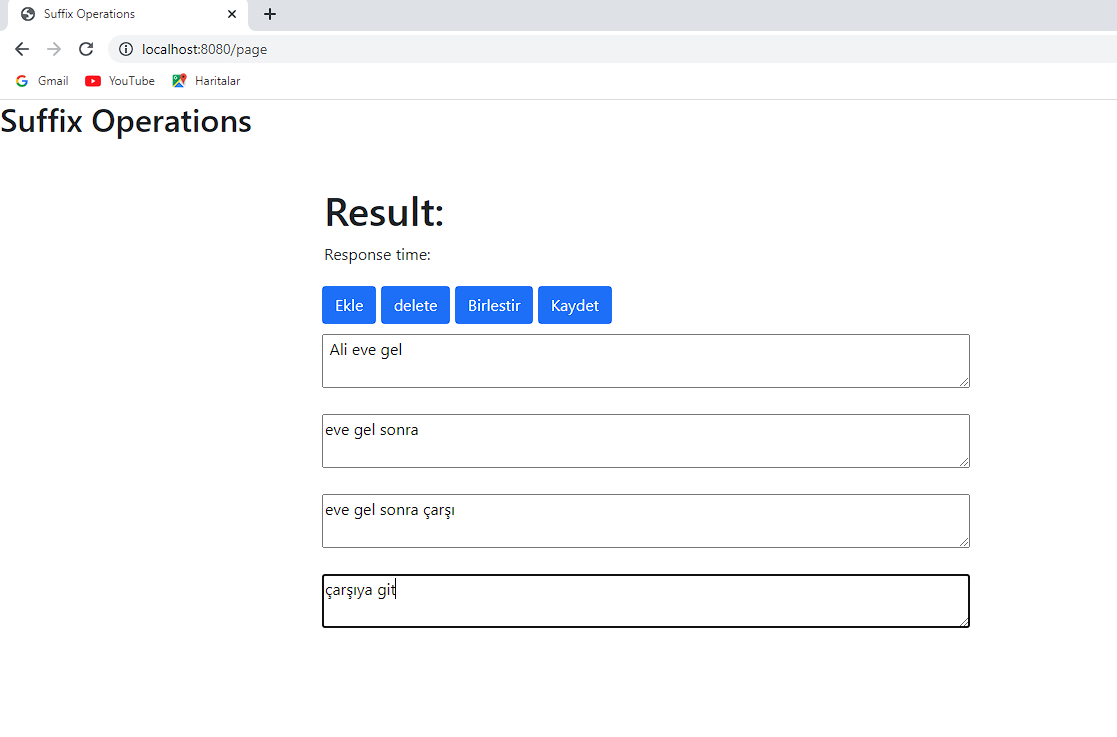 Suffix Operations
localhost:8080/page
Gmail YouTube Haritalar
Suffix Operations
Result:
Response time:
Ekle delete Birlestir Kaydet
Ali eve gel
eve gel sonra
eve gel sonra çarşı
çarşıya git